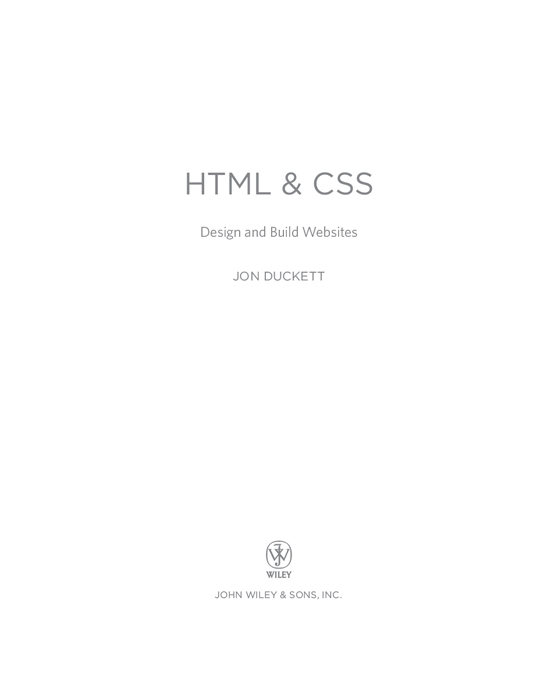 HTML & CSS
Design and Build Websites
JON DUCKETT
WILEY
JOHN WILEY & SONS, INC.